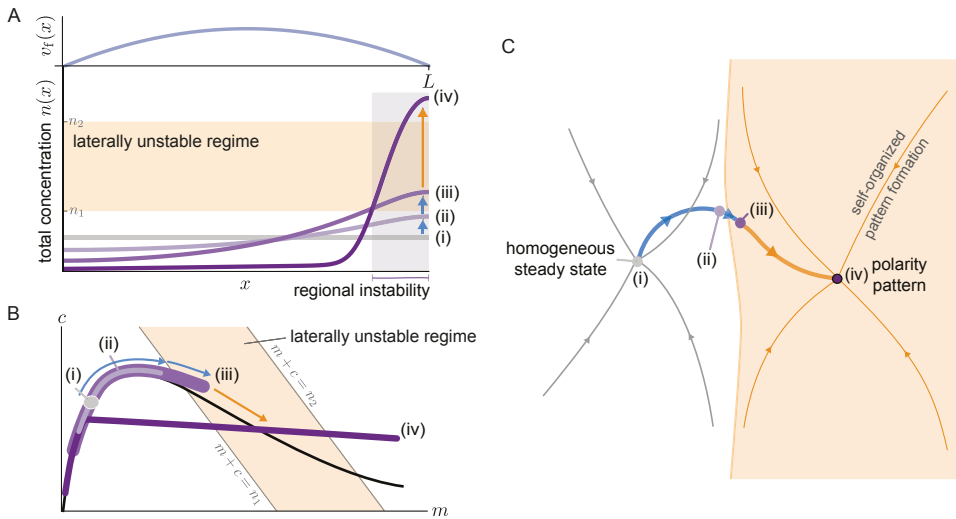 A
v_f(x)
L
total concentration n(x)
n_2
laterally unstable regime
n_1
(iv)
(iii)
(ii)
(i)
x
regional instability
B
c
(ii)
(i)
(iii)
laterally unstable regime
m + c = n_2
(iv)
m + c = n_1
m
C
self-organized
pattern formation
(iii)
homogeneous
steady state
(i)
(ii)
(iv)
polarity
pattern